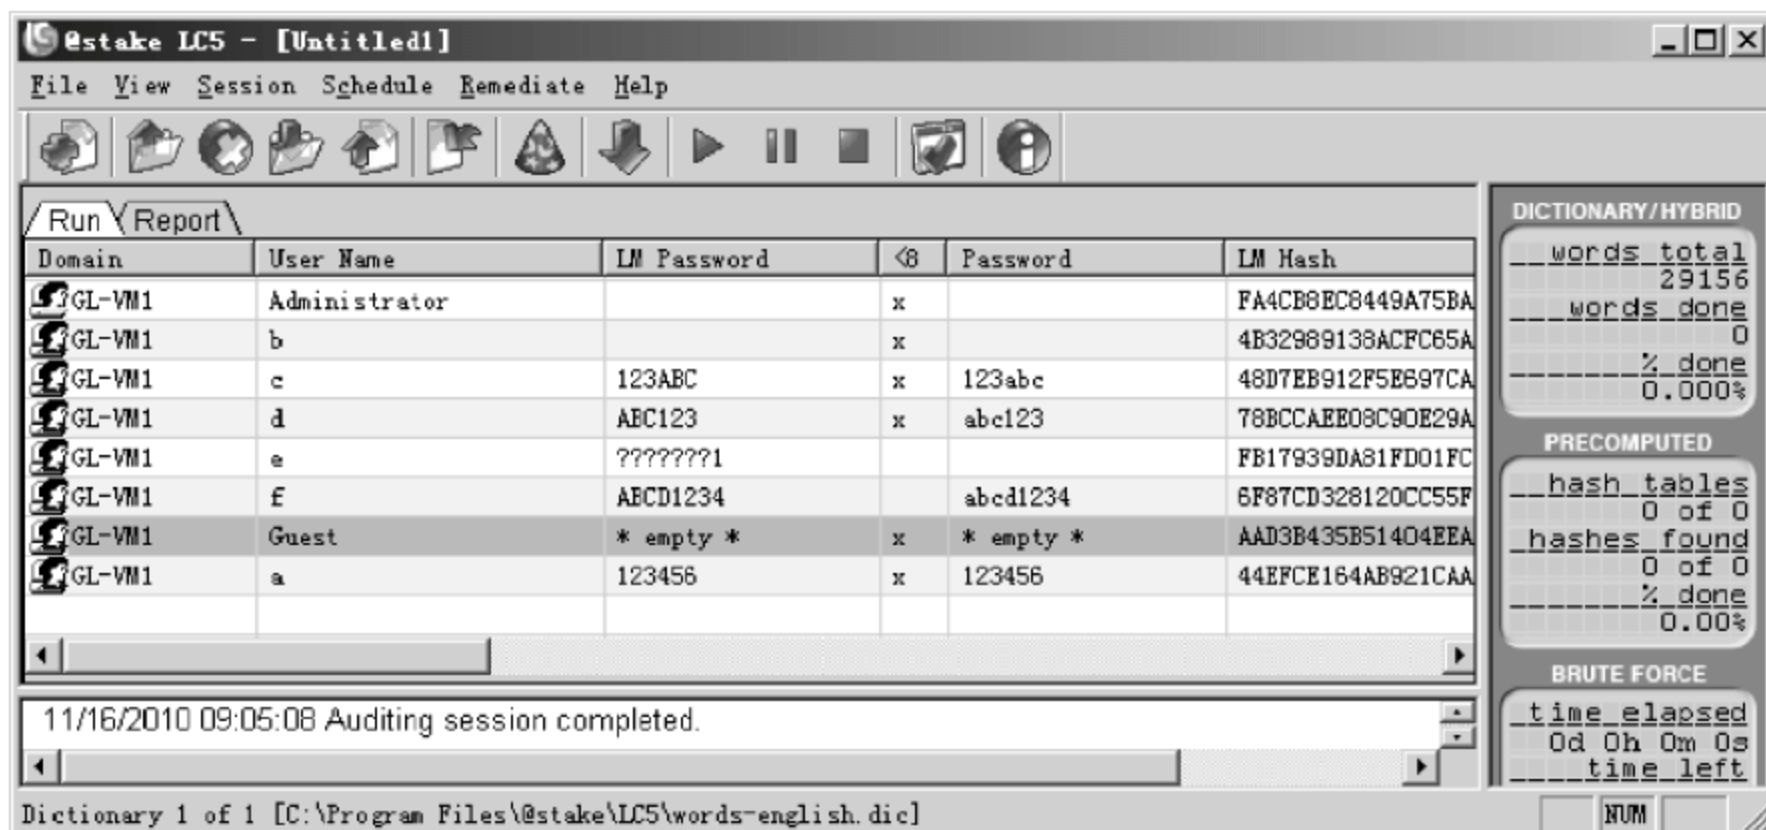 @stake LC5 - [Untitled1]
File View Session Schedule Remediate Help
Run Report
Domain User Name LM Password <8 Password LM Hash
GL-VM1 Administrator x FA4CB8EC8449A75BA
GL-VM1 b x 4B32989138ACFC65A
GL-VM1 c 123ABC x 123abc 48D7EB912F5E697CA
GL-VM1 d ABC123 x abc123 78BCCAEE08C90E29A
GL-VM1 e ???????1 FB17939DA81FD01FC
GL-VM1 f ABCD1234 abcd1234 6F87CD328120CC55F
GL-VM1 Guest * empty * x * empty * AAD3B435B51404EEA
GL-VM1 a 123456 x 123456 44EFCE164AB921CAA
11/16/2010 09:05:08 Auditing session completed.
Dictionary 1 of 1 [C:\Program Files\@stake\LC5\words-english.dic]
NUM
DICTIONARY/HYBRID
words total
29156
words done
0
% done
0.000%
PRECOMPUTED
hash tables
0 of 0
hashes found
0 of 0
% done
0.00%
BRUTE FORCE
time elapsed
0d 0h 0m 0s
time left